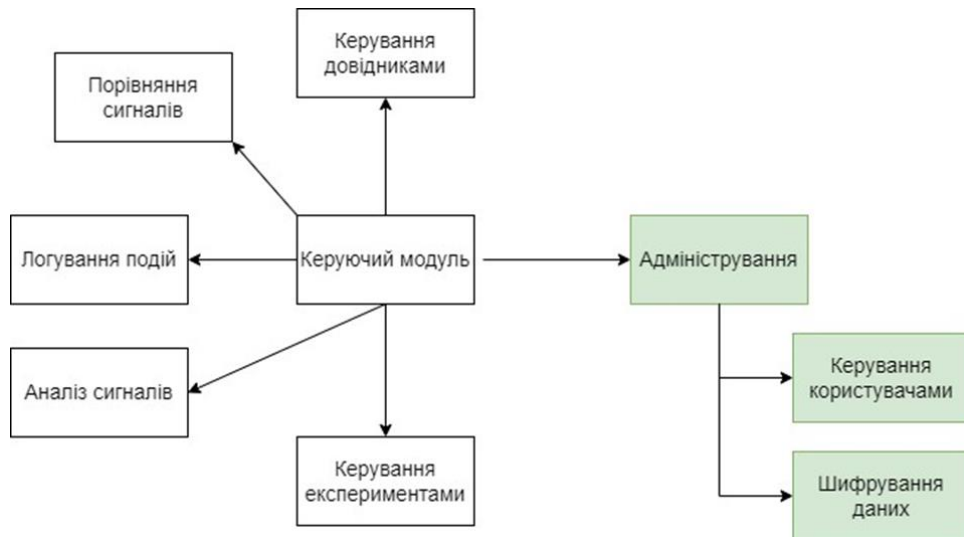 Керування
довідниками
Порівняння
сигналів
Логування подій
Керуючий модуль
Адміністрування
Аналіз сигналів
Керування
користувачами
Керування
експериментами
Шифрування
даних